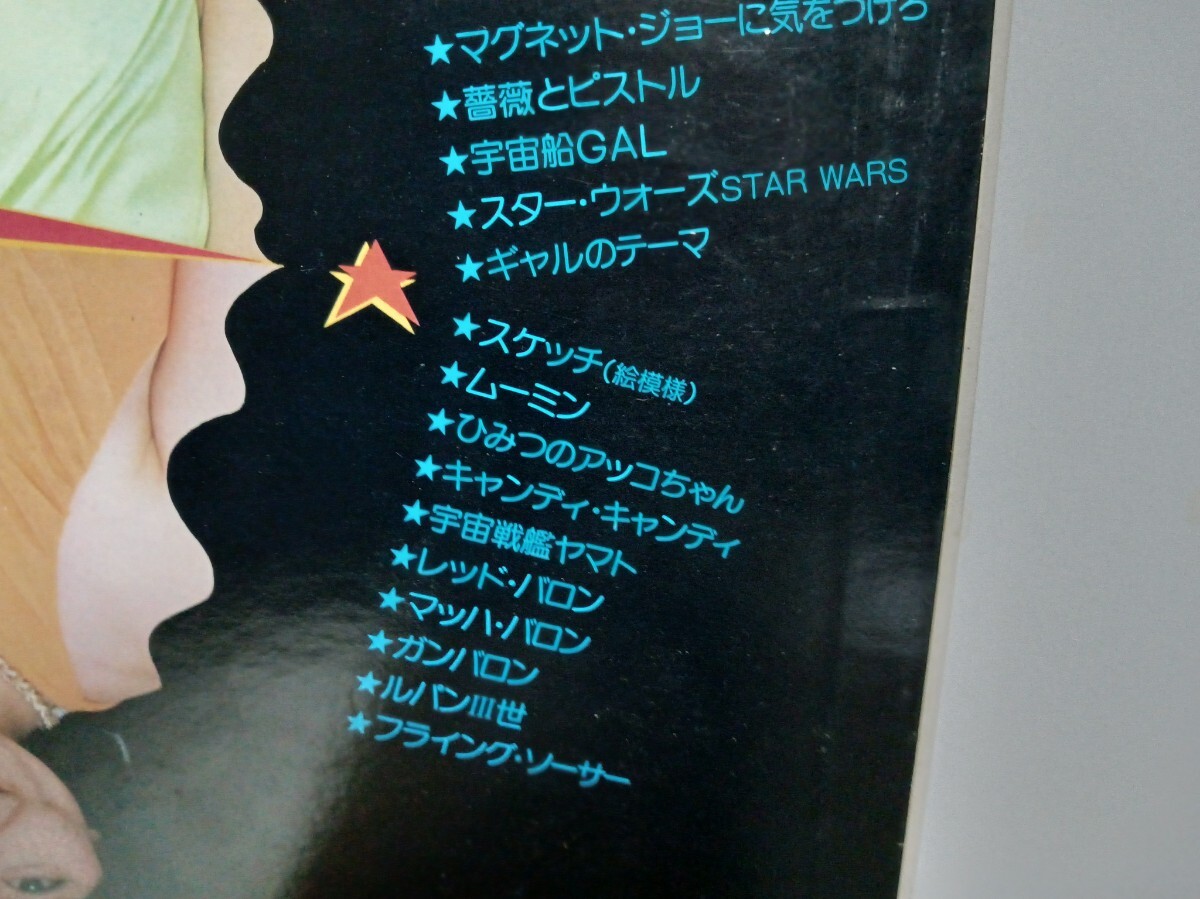 ★マグネット・ジョーに気をつけろ
★薔薇とピストル
★宇宙船GAL
★スター・ウォーズSTAR WARS
★ギャルのテーマ
★スケッチ(絵模様)
★ムーミン
★ひみつのアッコちゃん
★キャンディ・キャンディ
★宇宙戦艦ヤマト
★レッド・バロン
★マッハ・バロン
★ガンバロン
★ルパンIII世
★フライング・ソーサー